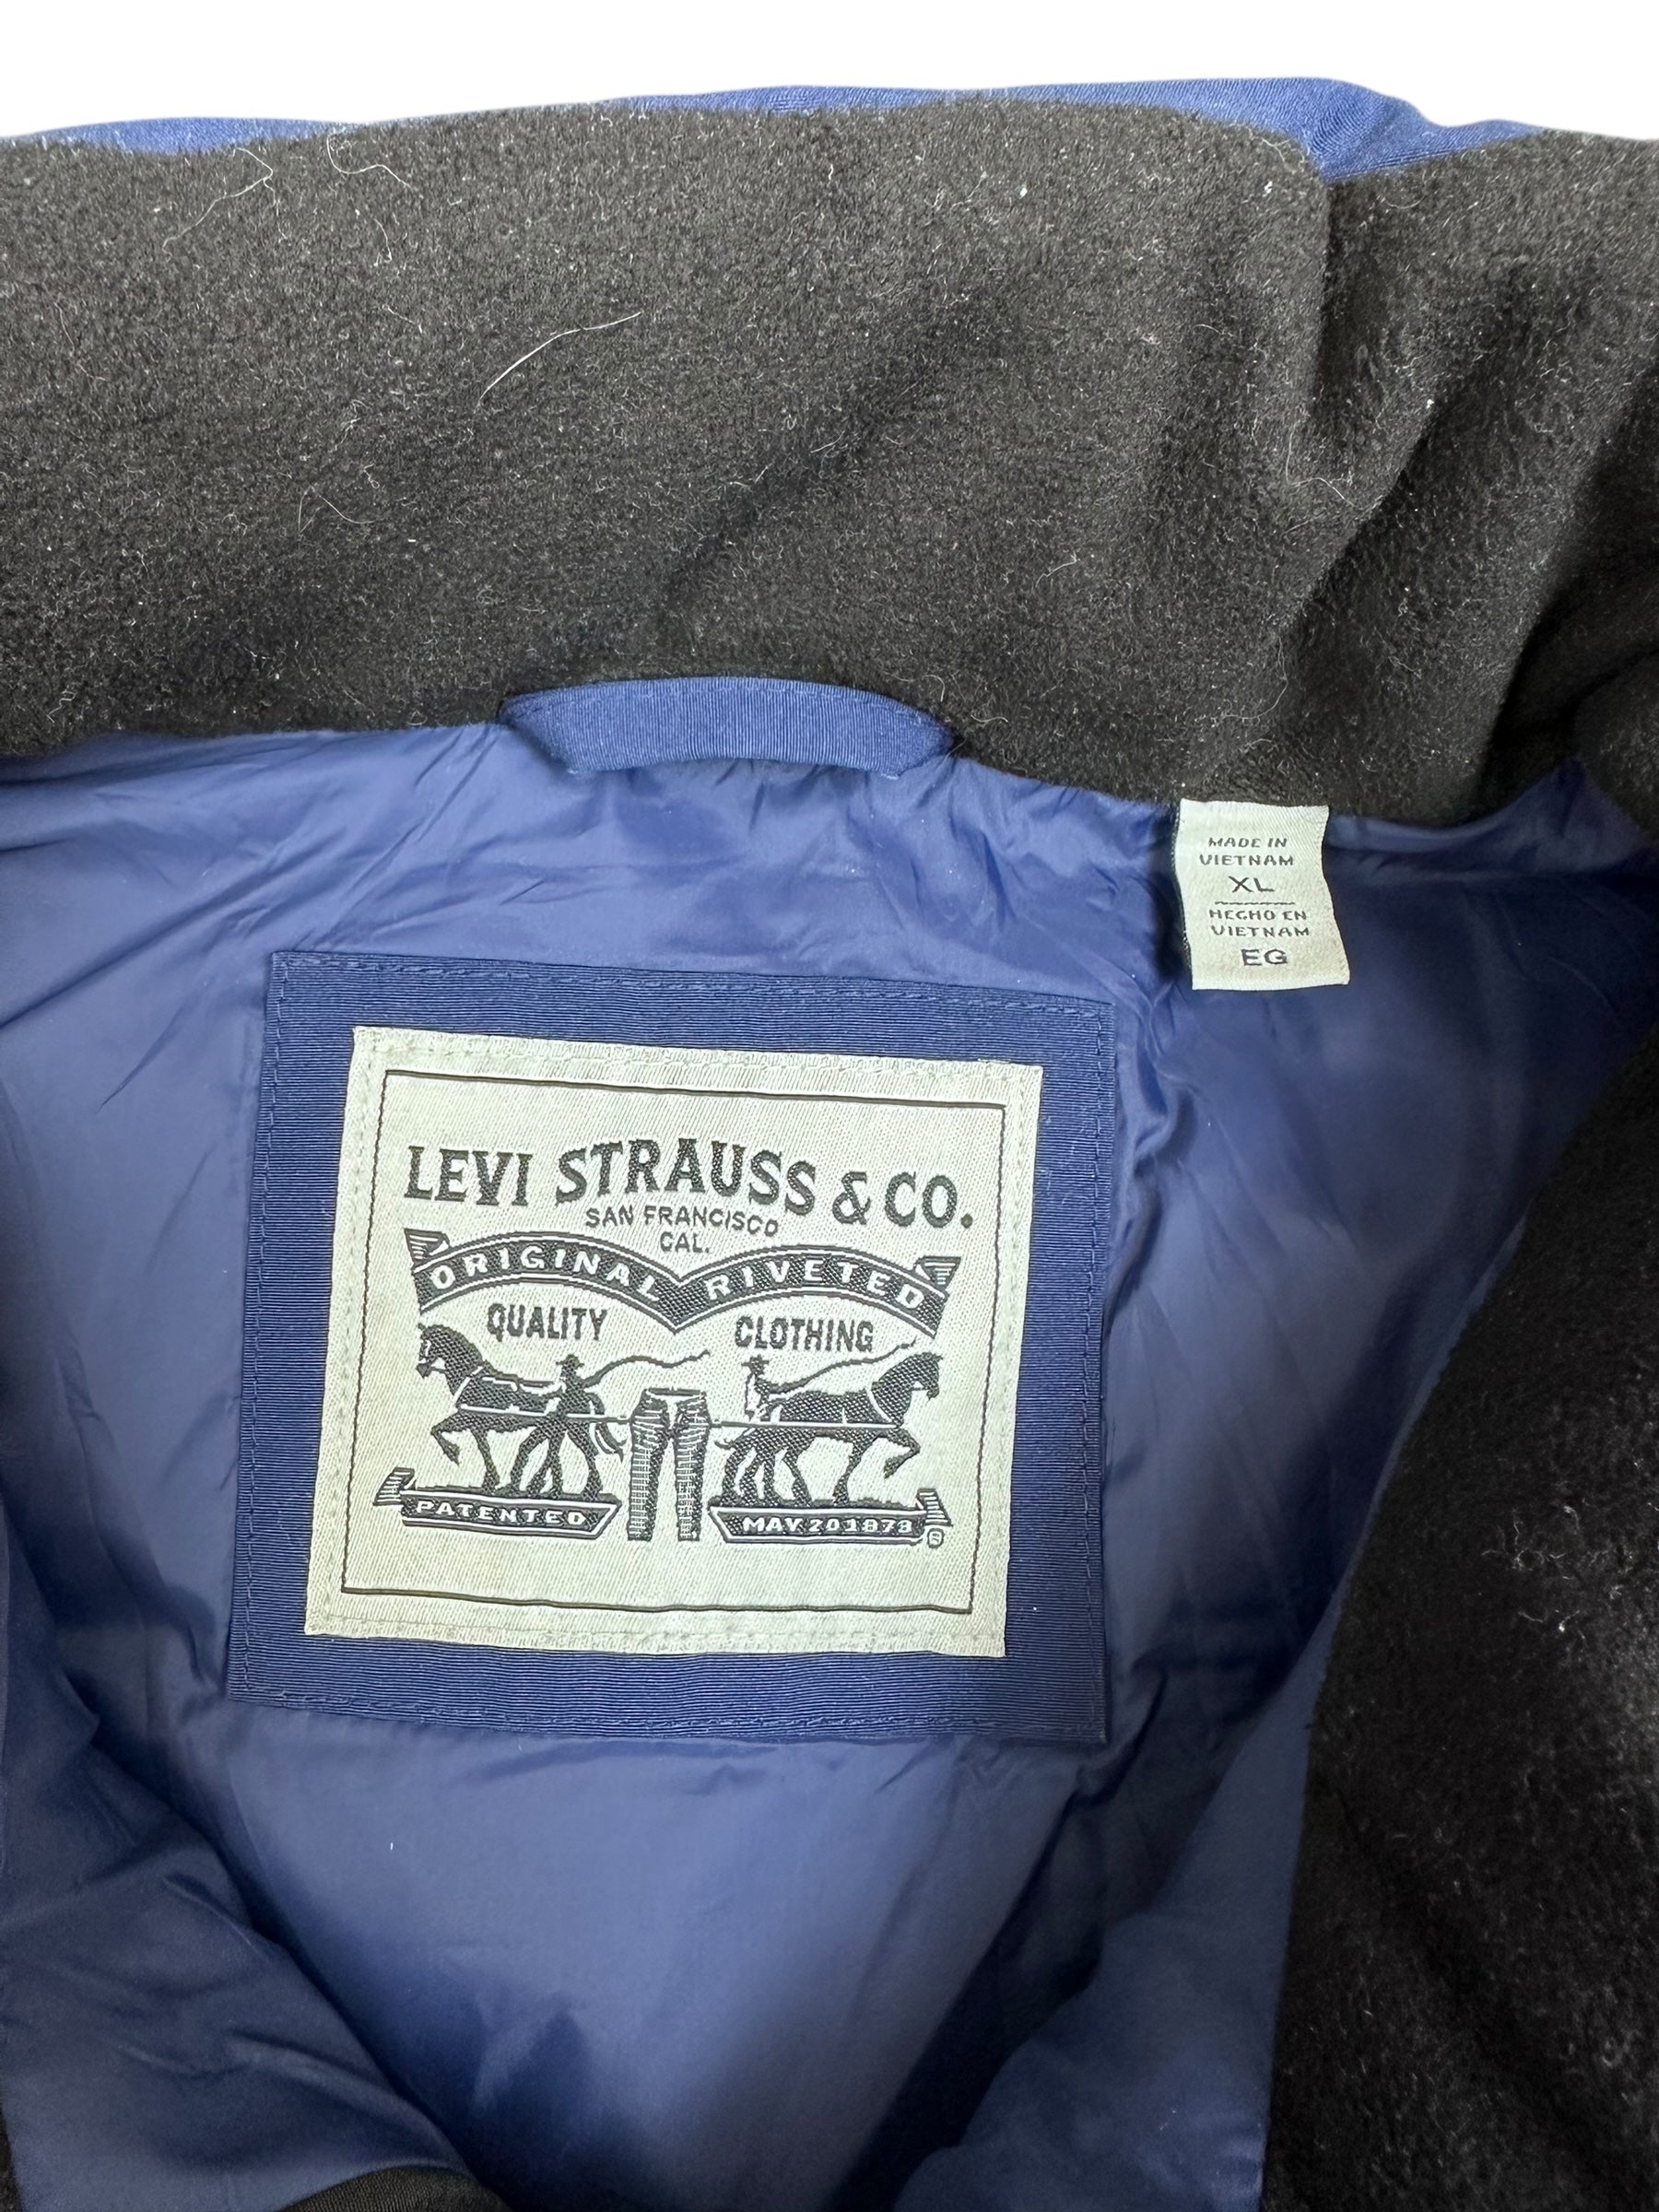 MADE IN
VIETNAM
XL
HECHO EN
VIETNAM
EG
LEVI STRAUSS & CO.
SAN FRANCISCO
CAL.
ORIGINAL RIVETED
QUALITY CLOTHING
PATENTED MAY 20 1873
®